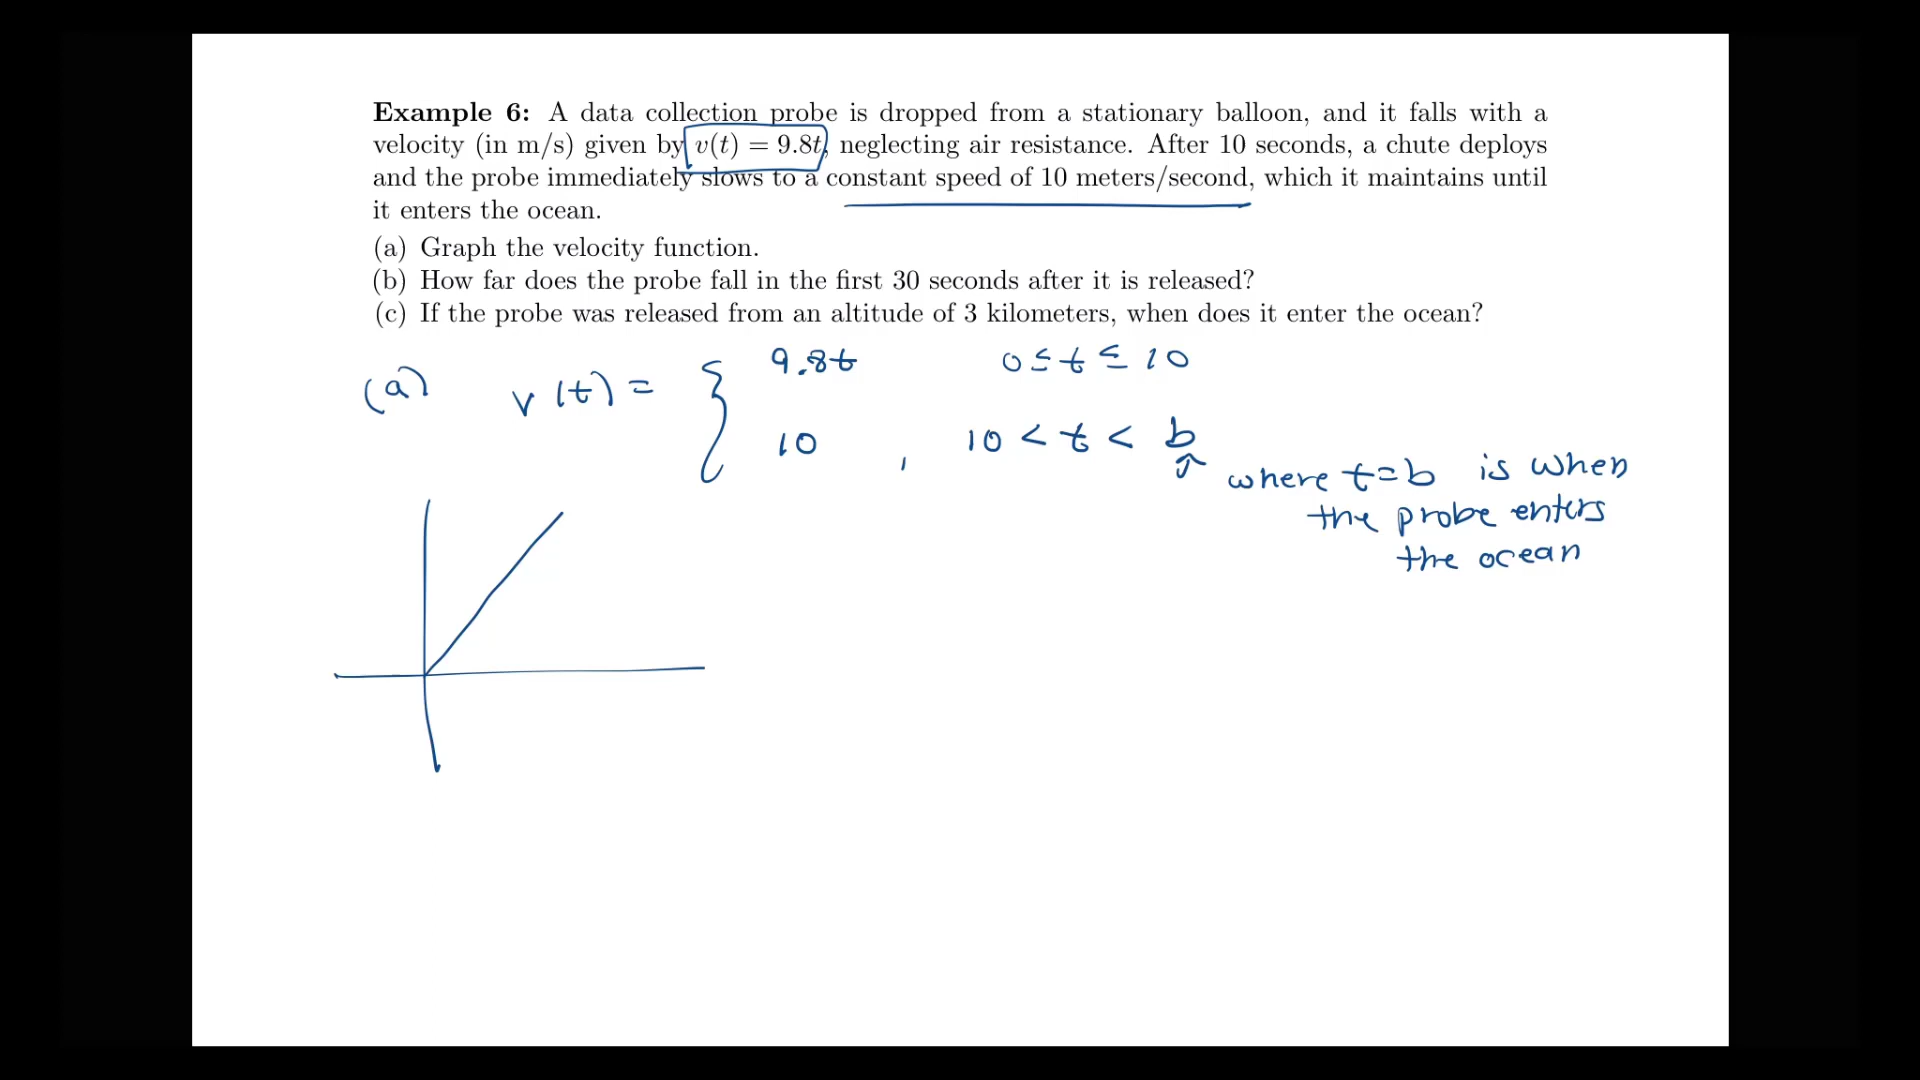 Example 6: A data collection probe is dropped from a stationary balloon, and it falls with a
velocity (in m/s) given by v(t) = 9.8t, neglecting air resistance. After 10 seconds, a chute deploys
and the probe immediately slows to a constant speed of 10 meters/second, which it maintains until
it enters the ocean.
(a) Graph the velocity function.
(b) How far does the probe fall in the first 30 seconds after it is released?
(c) If the probe was released from an altitude of 3 kilometers, when does it enter the ocean?
(a) v(t) = { 9.8t 0 ≤ t ≤ 10
10 , 10 < t < b
where t=b is when
the probe enters
the ocean